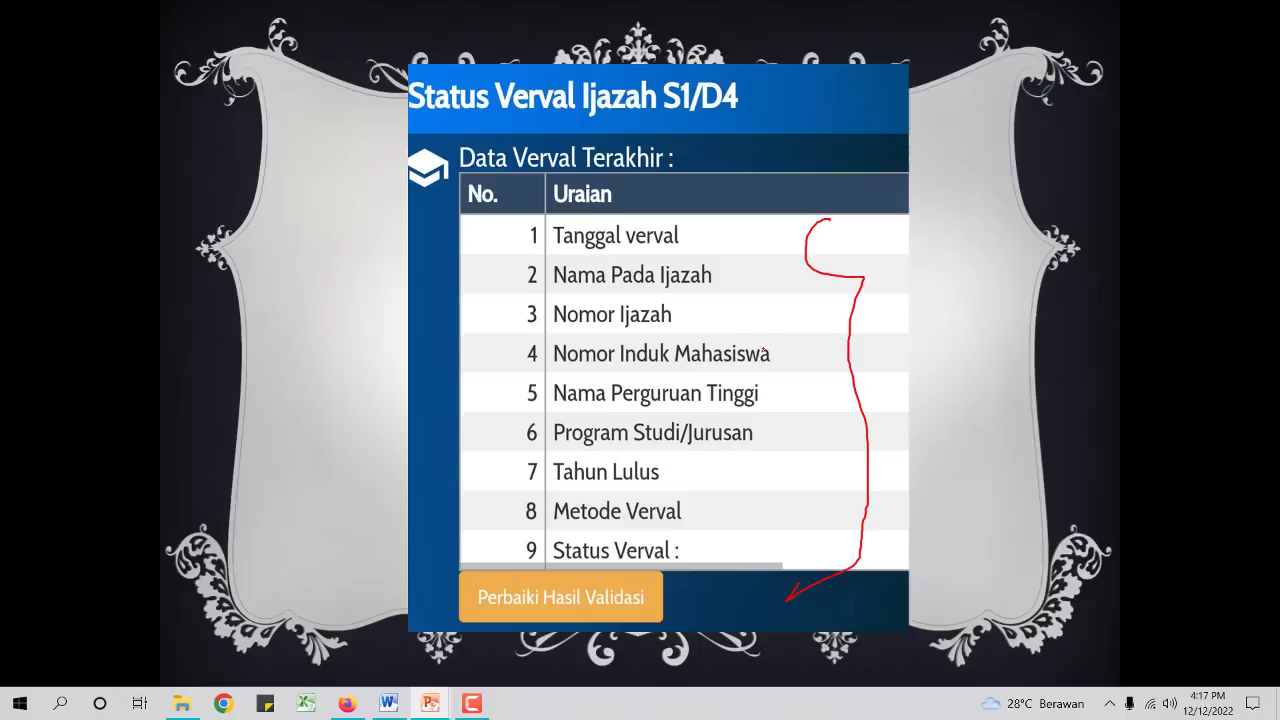 Status Verval Ijazah S1/D4
Data Verval Terakhir :
No. Uraian
1 Tanggal verval
2 Nama Pada Ijazah
3 Nomor Ijazah
4 Nomor Induk Mahasiswa
5 Nama Perguruan Tinggi
6 Program Studi/Jurusan
7 Tahun Lulus
8 Metode Verval
9 Status Verval :
Perbaiki Hasil Validasi
28°C Berawan
4:17 PM
12/12/2022